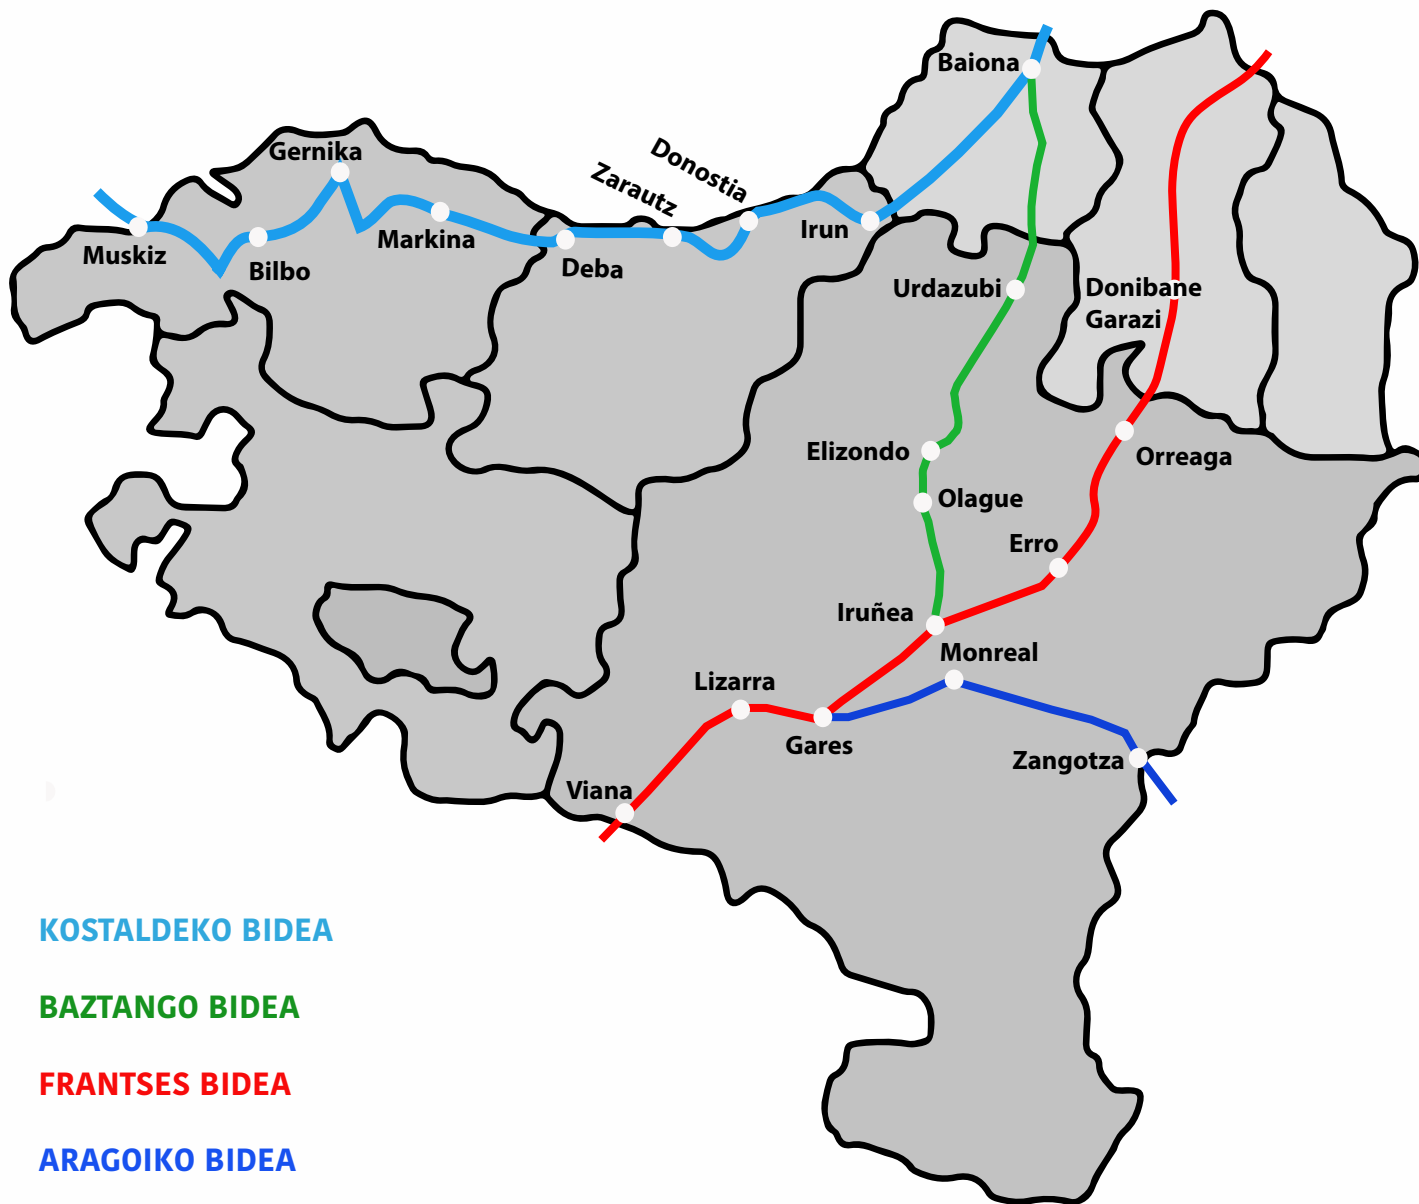 Baiona
Gernika
Donostia
Zarautz
Muskiz
Bilbo
Markina
Deba
Irun
Urdazubi
Donibane
Garazi
Elizondo
Orreaga
Olague
Erro
Iruñea
Monreal
Lizarra
Gares
Zangotza
Viana
KOSTALDEKO BIDEA
BAZTANGO BIDEA
FRANTSES BIDEA
ARAGOIKO BIDEA